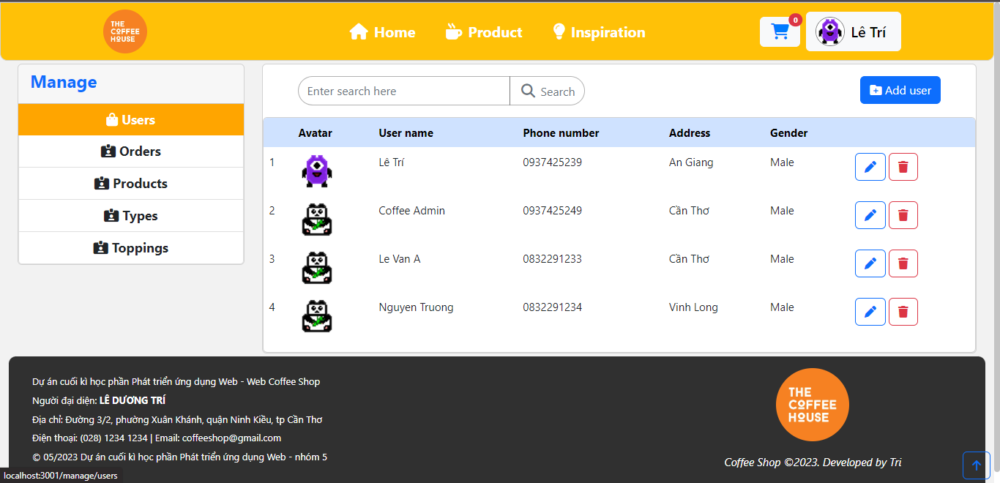 THE
COFFEE
HOUSE
Home
Product
Inspiration
0
Lê Trí
Manage
Users
Orders
Products
Types
Toppings
Enter search here
Search
Add user
Avatar User name Phone number Address Gender
1 Lê Trí 0937425239 An Giang Male
2 Coffee Admin 0937425249 Cần Thơ Male
3 Le Van A 0832291233 Cần Thơ Male
4 Nguyen Truong 0832291234 Vinh Long Male
Dự án cuối kì học phần Phát triển ứng dụng Web - Web Coffee Shop
Người đại diện: LÊ DƯƠNG TRÍ
Địa chỉ: Đường 3/2, phường Xuân Khánh, quận Ninh Kiều, tp Cần Thơ
Điện thoại: (028) 1234 1234 | Email: coffeeshop@gmail.com
© 05/2023 Dự án cuối kì học phần Phát triển ứng dụng Web - nhóm 5
THE
COFFEE
HOUSE
Coffee Shop ©2023. Developed by Tri
localhost:3001/manage/users